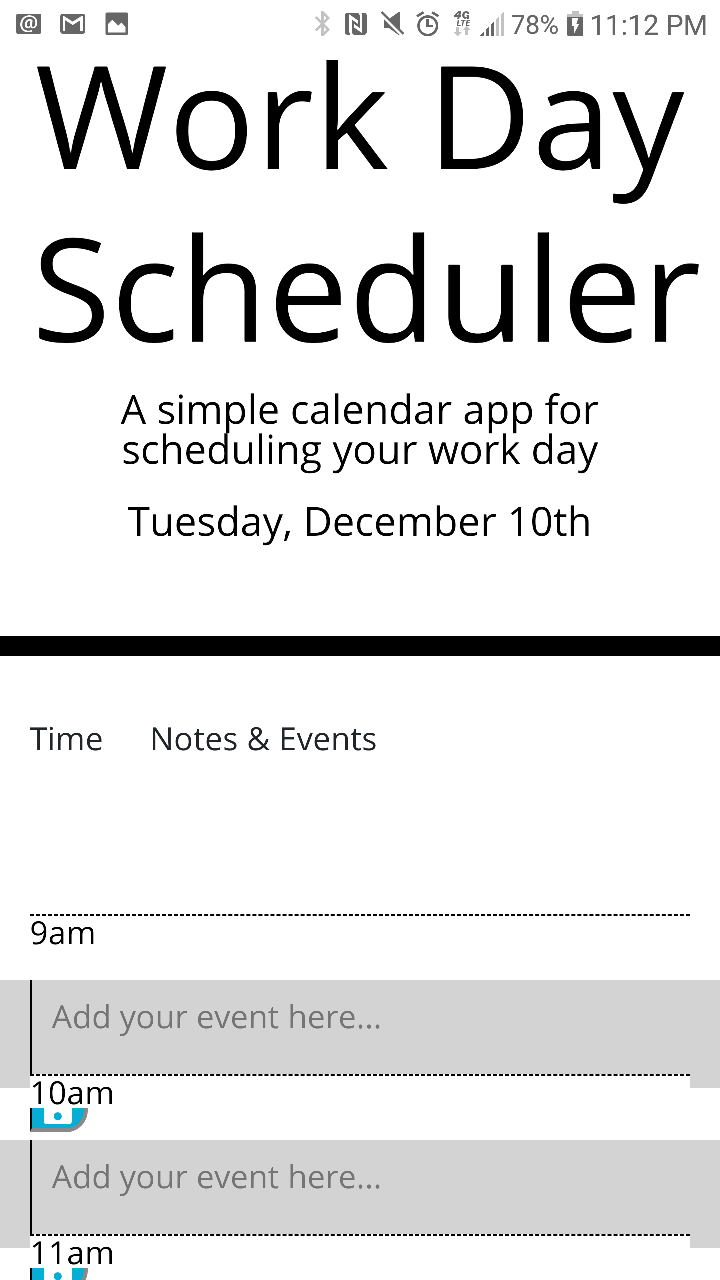 78% 11:12 PM
Work Day
Scheduler
A simple calendar app for
scheduling your work day
Tuesday, December 10th
Time Notes & Events
9am
Add your event here...
10am
Add your event here...
11am